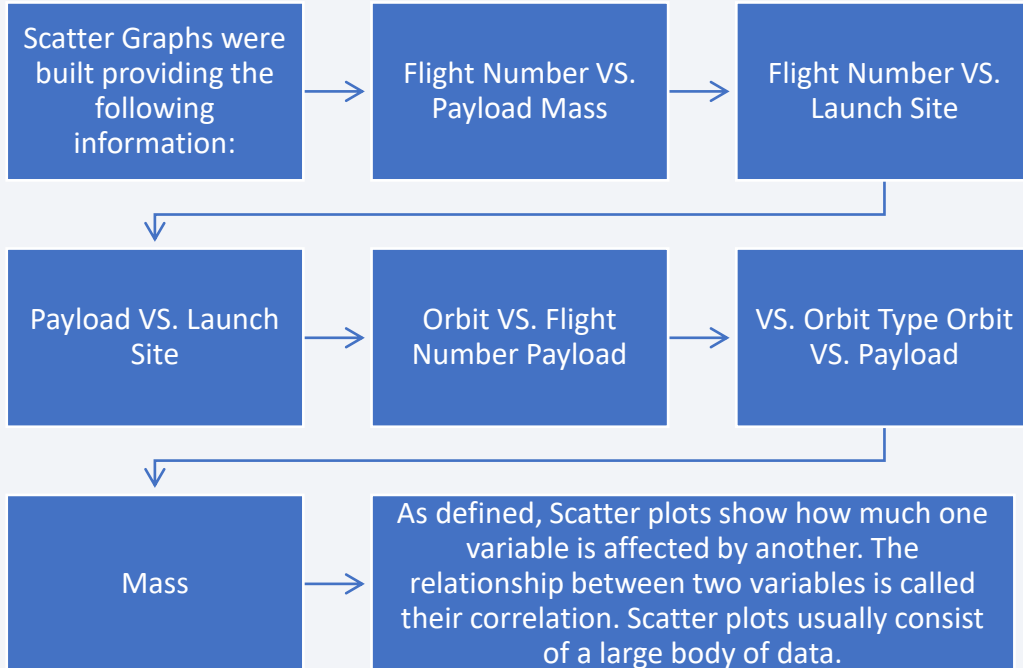 Scatter Graphs were
built providing the
following
information:
Flight Number VS.
Payload Mass
Flight Number VS.
Launch Site
Payload VS. Launch
Site
Orbit VS. Flight
Number Payload
VS. Orbit Type Orbit
VS. Payload
Mass
As defined, Scatter plots show how much one
variable is affected by another. The
relationship between two variables is called
their correlation. Scatter plots usually consist
of a large body of data.